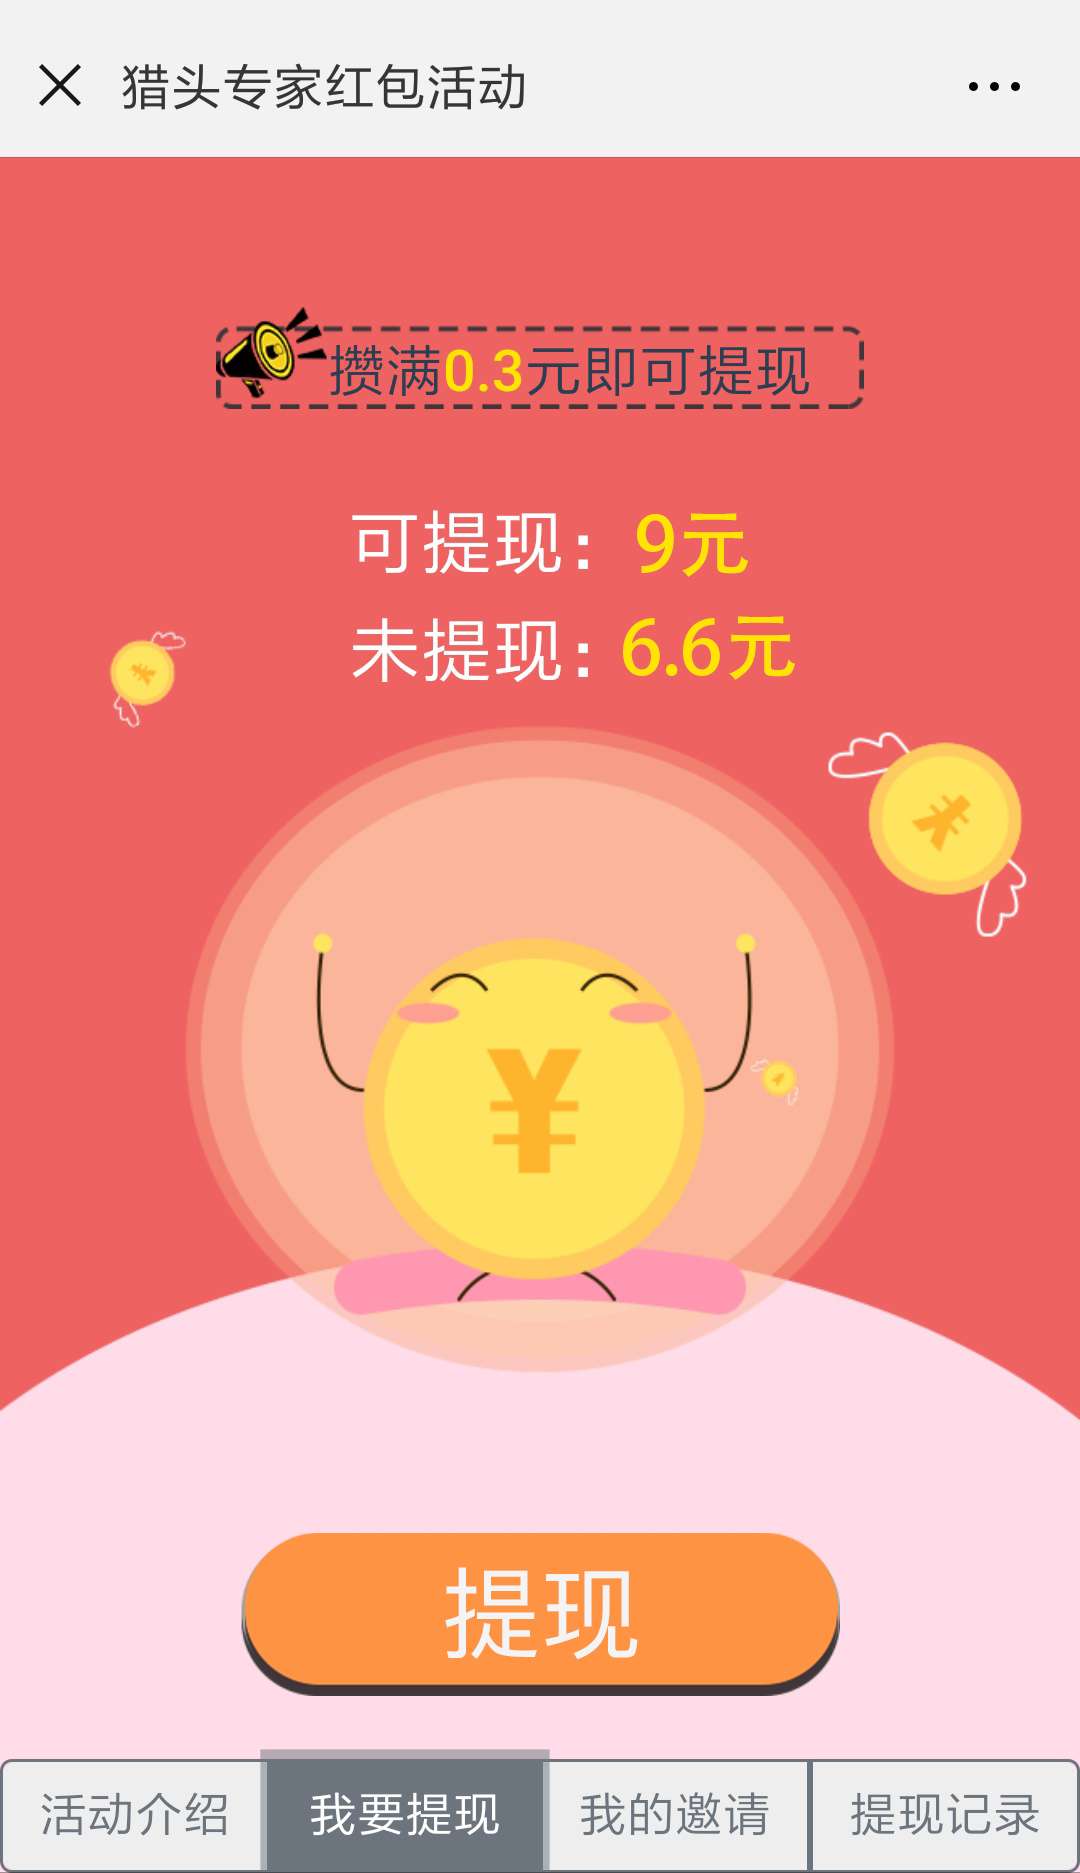 猎头专家红包活动
攒满0.3元即可提现
可提现：9元
未提现：6.6元
¥
¥
¥
提现
活动介绍 我要提现 我的邀请 提现记录